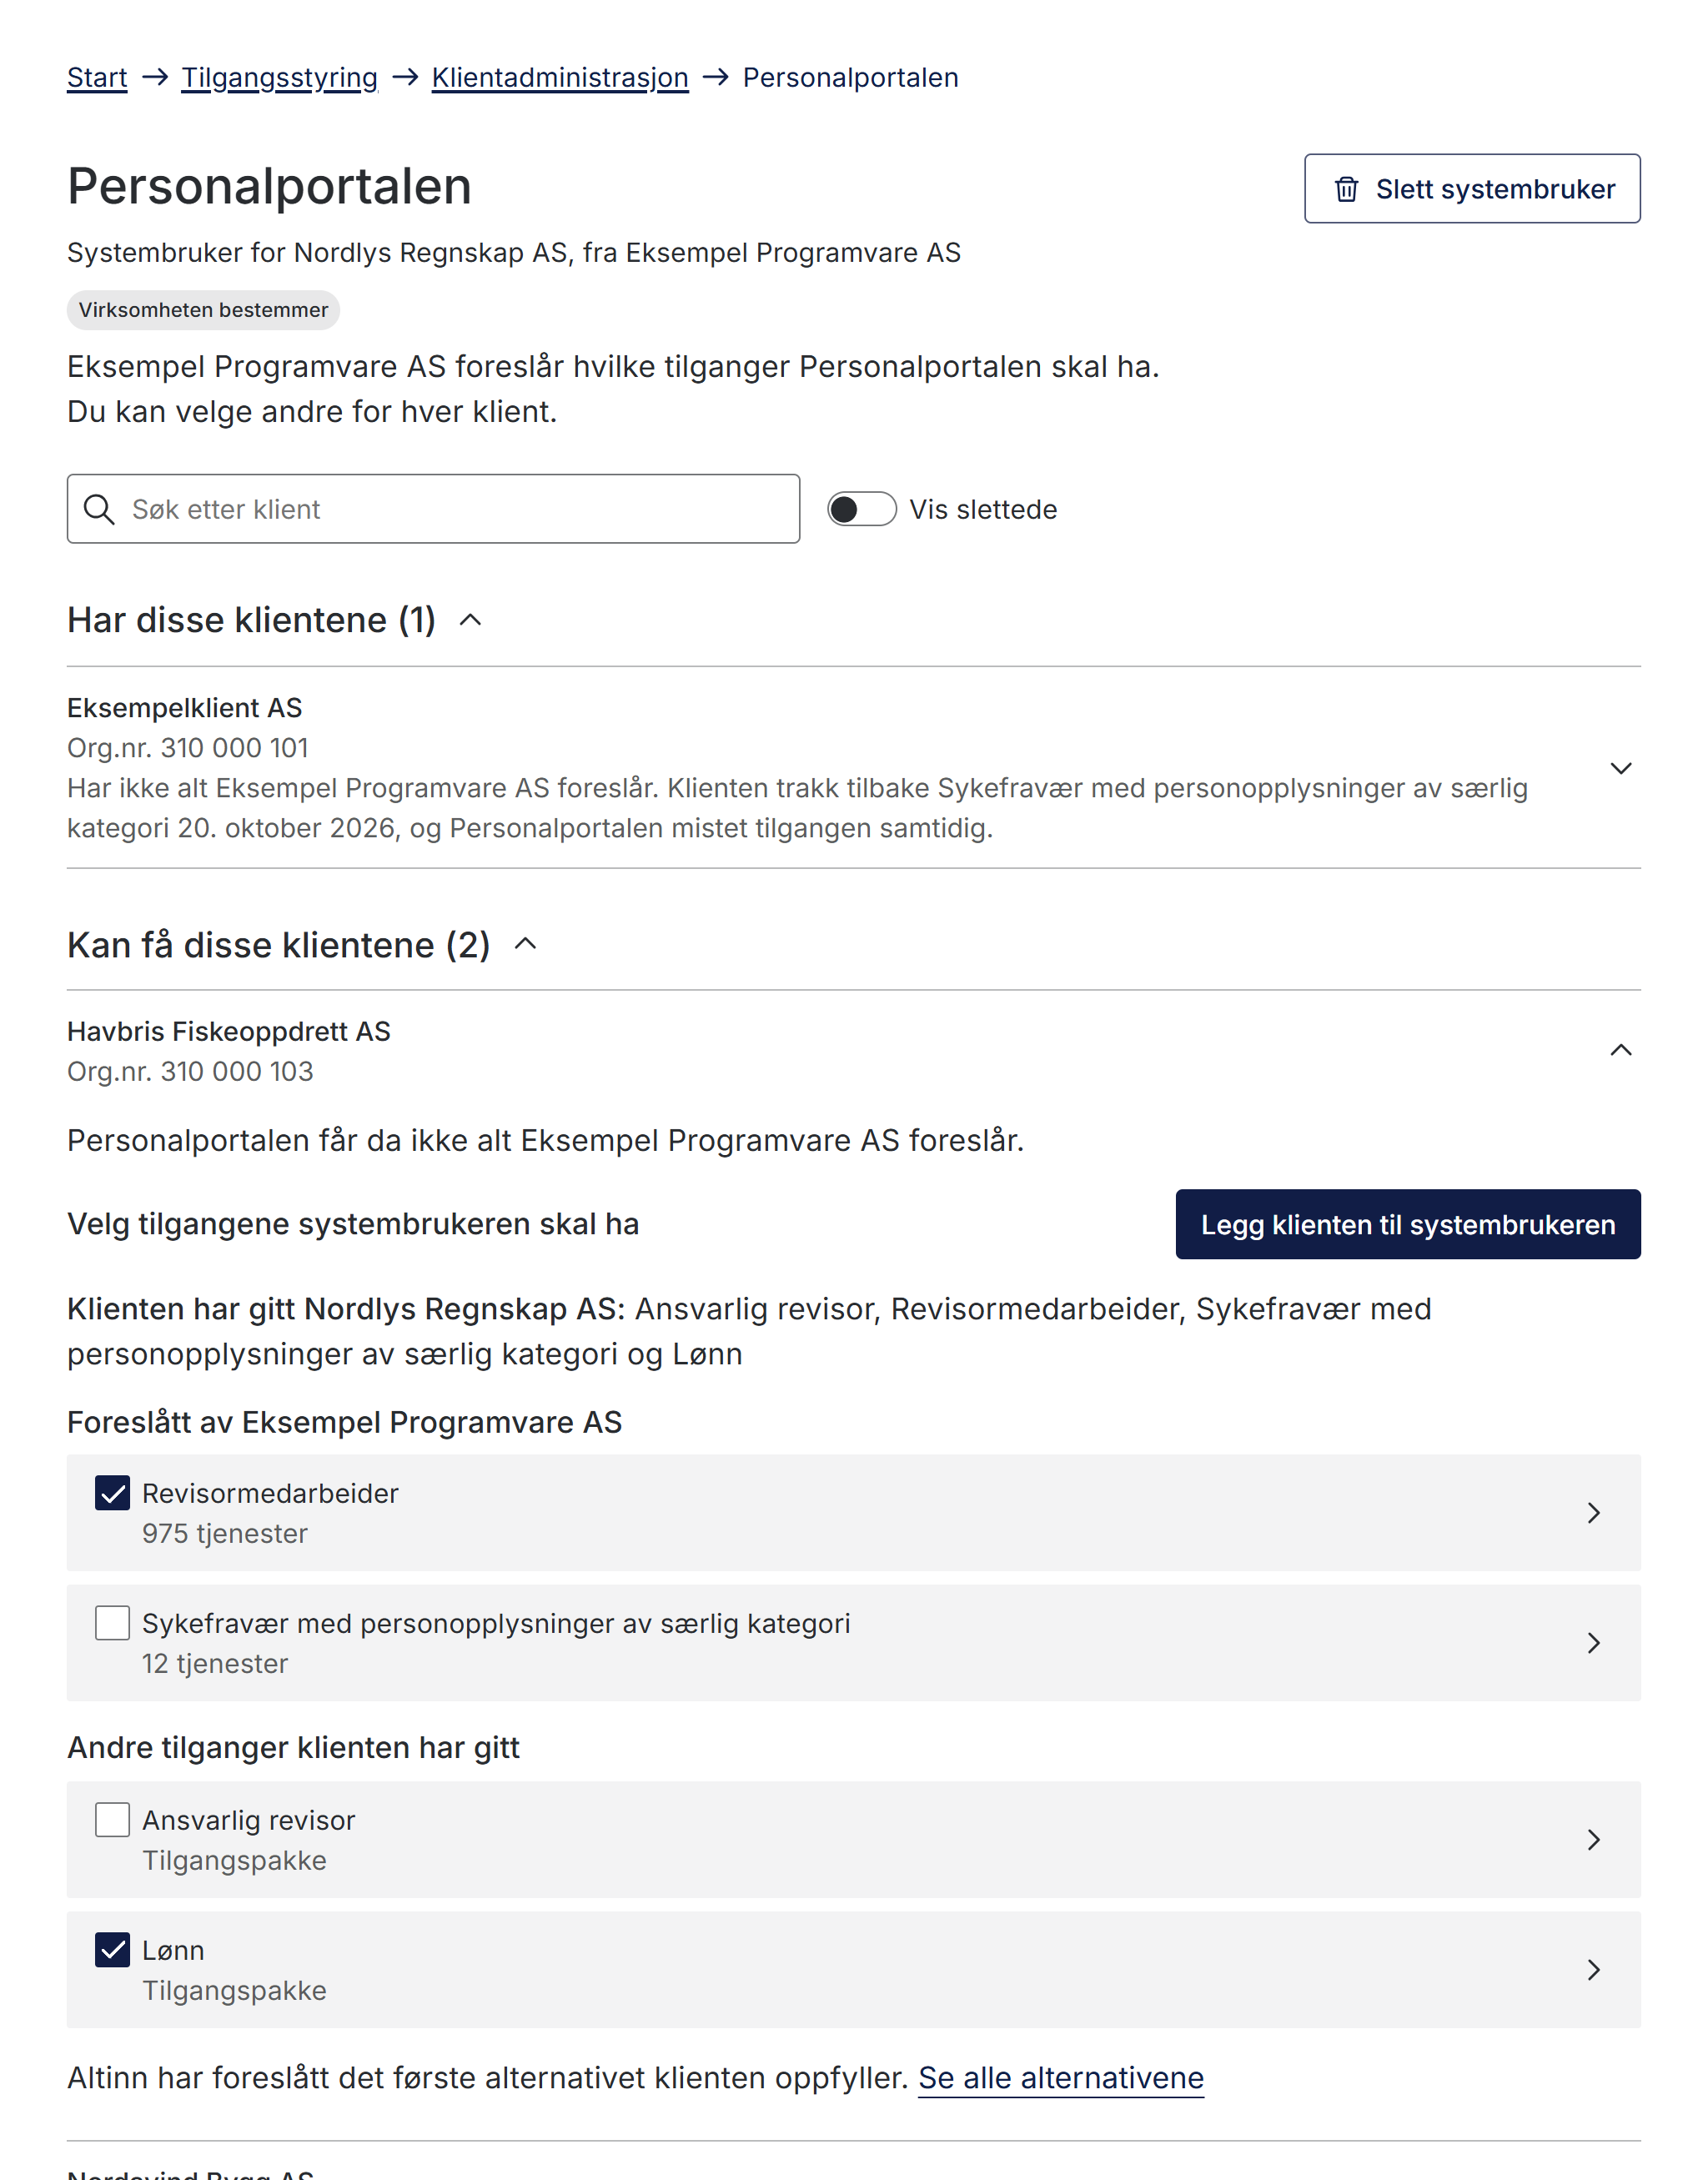 Start → Tilgangsstyring → Klientadministrasjon → Personalportalen
Personalportalen
Slett systembruker
Systembruker for Nordlys Regnskap AS, fra Eksempel Programvare AS
Virksomheten bestemmer
Eksempel Programvare AS foreslår hvilke tilganger Personalportalen skal ha.
Du kan velge andre for hver klient.
Søk etter klient
Vis slettede
Har disse klientene (1)
Eksempelklient AS
Org.nr. 310 000 101
Har ikke alt Eksempel Programvare AS foreslår. Klienten trakk tilbake Sykefravær med personopplysninger av særlig
kategori 20. oktober 2026, og Personalportalen mistet tilgangen samtidig.
Kan få disse klientene (2)
Havbris Fiskeoppdrett AS
Org.nr. 310 000 103
Personalportalen får da ikke alt Eksempel Programvare AS foreslår.
Velg tilgangene systembrukeren skal ha
Legg klienten til systembrukeren
Klienten har gitt Nordlys Regnskap AS: Ansvarlig revisor, Revisormedarbeider, Sykefravær med
personopplysninger av særlig kategori og Lønn
Foreslått av Eksempel Programvare AS
Revisormedarbeider
975 tjenester
Sykefravær med personopplysninger av særlig kategori
12 tjenester
Andre tilganger klienten har gitt
Ansvarlig revisor
Tilgangspakke
Lønn
Tilgangspakke
Altinn har foreslått det første alternativet klienten oppfyller. Se alle alternativene